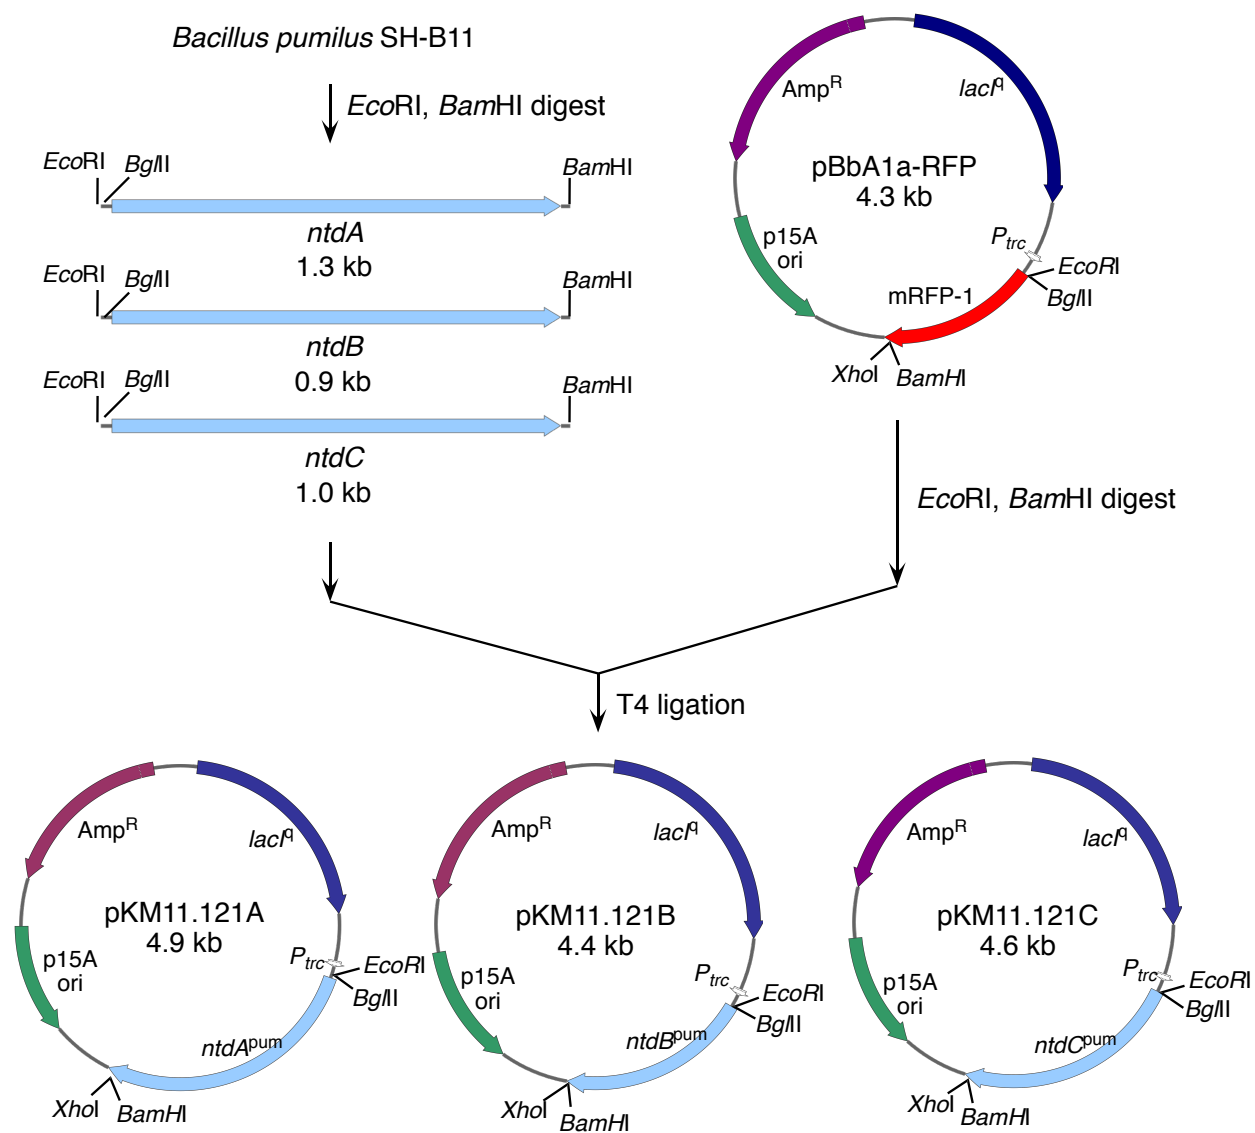 Bacillus pumilus SH-B11
EcoRI, BamHI digest
EcoRI
BglII
BamHI
ntdA
1.3 kb
EcoRI
BglII
BamHI
ntdB
0.9 kb
EcoRI
BglII
BamHI
ntdC
1.0 kb
AmpR
lacIq
pBbA1a-RFP
4.3 kb
p15A
ori
Ptrc
EcoRI
BglII
mRFP-1
XhoI
BamHI
EcoRI, BamHI digest
T4 ligation
AmpR
lacIq
pKM11.121A
4.9 kb
p15A
ori
Ptrc
EcoRI
BglII
ntdApum
XhoI
BamHI
AmpR
lacIq
pKM11.121B
4.4 kb
p15A
ori
Ptrc
EcoRI
BglII
ntdBpum
XhoI
BamHI
AmpR
lacIq
pKM11.121C
4.6 kb
p15A
ori
Ptrc
EcoRI
BglII
ntdCpum
XhoI
BamHI